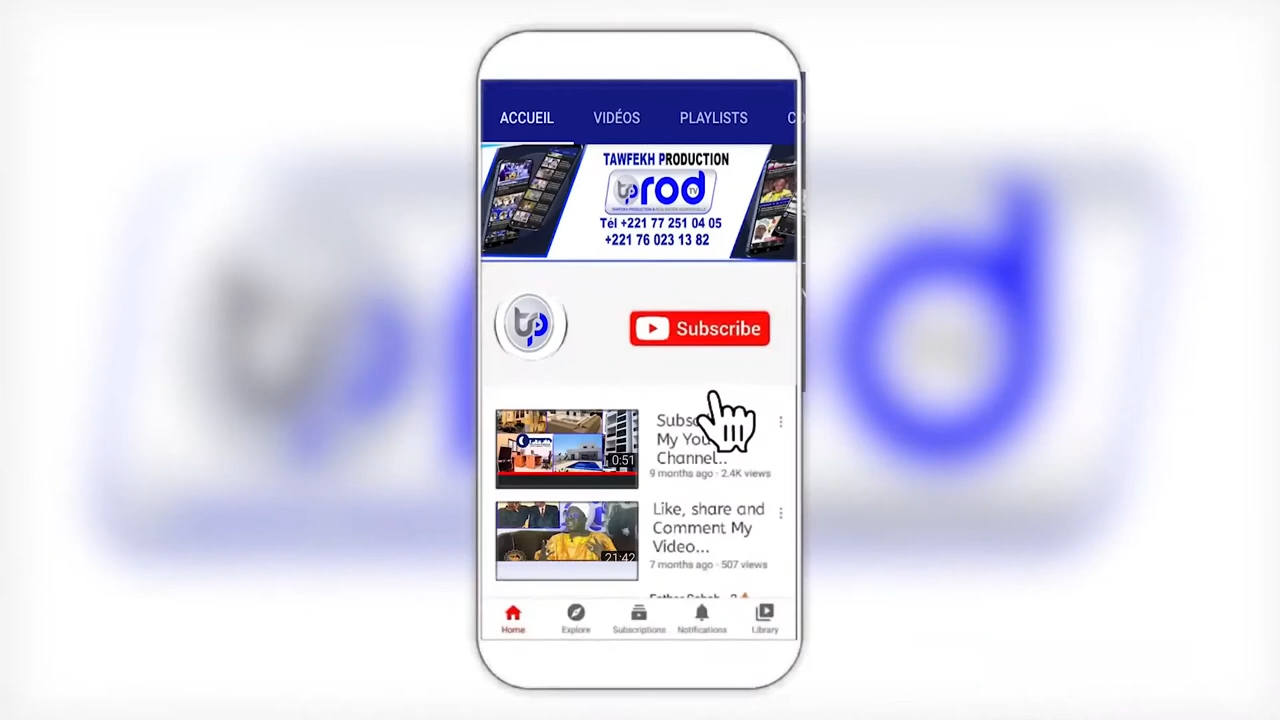 ACCUEIL VIDÉOS PLAYLISTS
TAWFEKH PRODUCTION
tprod TV
Tél +221 77 251 04 05
+221 76 023 13 82
tp
Subscribe
My You
Channel..
9 months ago · 2.4K views
0:51
Like, share and
Comment My
Video...
7 months ago · 507 views
21:42
Home Explore Subscriptions Notifications Library